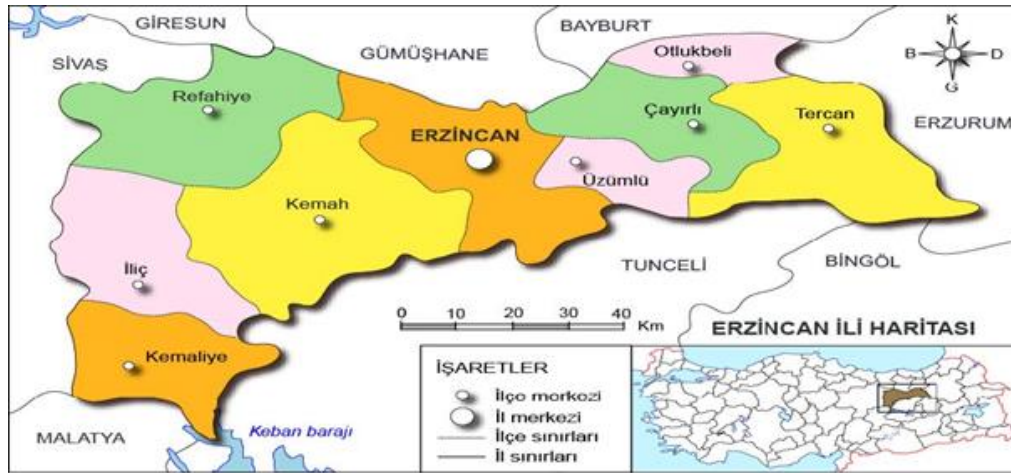 GİRESUN
BAYBURT
K
GÜMÜŞHANE
Otlukbeli
SİVAS
B
D
G
Refahiye
Çayırlı
Tercan
ERZURUM
ERZİNCAN
Üzümlü
Kemah
TUNCELİ
BİNGÖL
İliç
0 10 20 30 40
Km
ERZİNCAN İLİ HARİTASI
Kemaliye
İŞARETLER
İlço morkozi
İl merkezi
İlçe sınırları
İl sınırları
MALATYA
Keban barajı